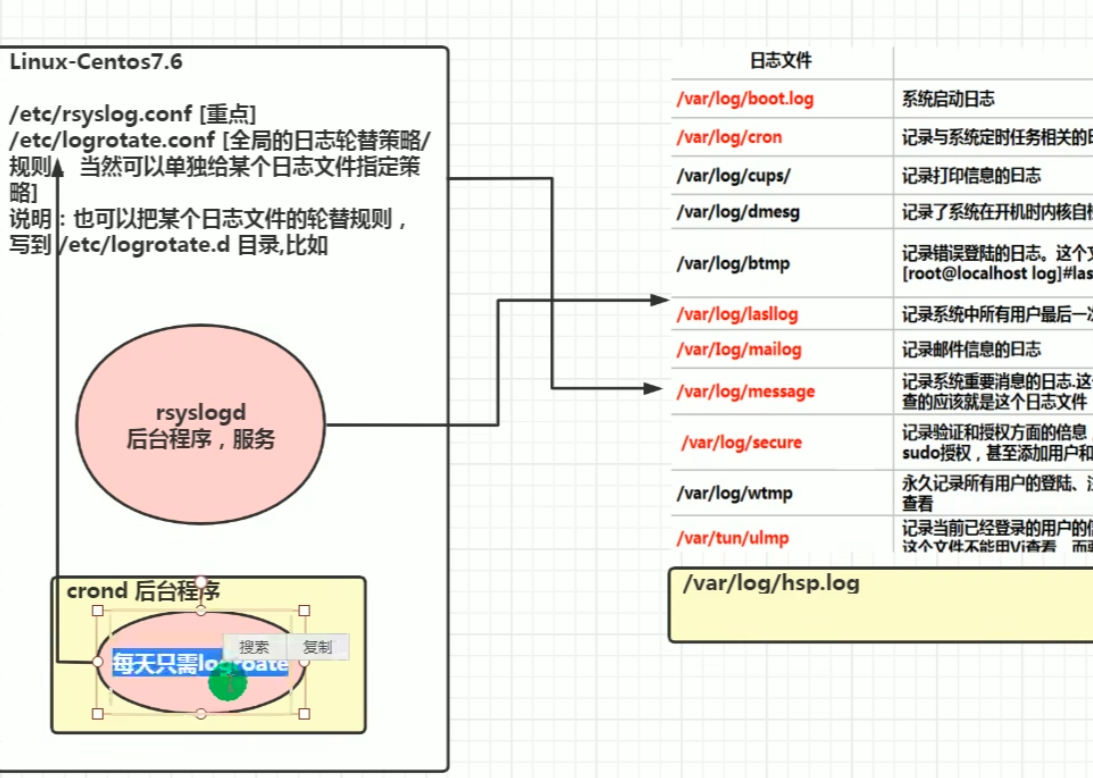 Linux-Centos7.6
/etc/rsyslog.conf [重点]
/etc/logrotate.conf [全局的日志轮替策略/
规则, 当然可以单独给某个日志文件指定策
略]
说明：也可以把某个日志文件的轮替规则，
写到 /etc/logrotate.d 目录,比如
rsyslogd
后台程序，服务
crond 后台程序
搜索 复制
每天只需logroate
日志文件
/var/log/boot.log 系统启动日志
/var/log/cron 记录与系统定时任务相关的
/var/log/cups/ 记录打印信息的日志
/var/log/dmesg 记录了系统在开机时内核自
/var/log/btmp 记录错误登陆的日志。这个
[root@localhost log]#las
/var/log/lasllog 记录系统中所有用户最后一
/var/log/mailog 记录邮件信息的日志
/var/log/message 记录系统重要消息的日志.这
查的应该就是这个日志文件
/var/log/secure 记录验证和授权方面的信息
sudo授权，甚至添加用户和
/var/log/wtmp 永久记录所有用户的登陆、
查看
/var/tun/ulmp 记录当前已经登录的用户的
这个文件不能用Vi查看
/var/log/hsp.log